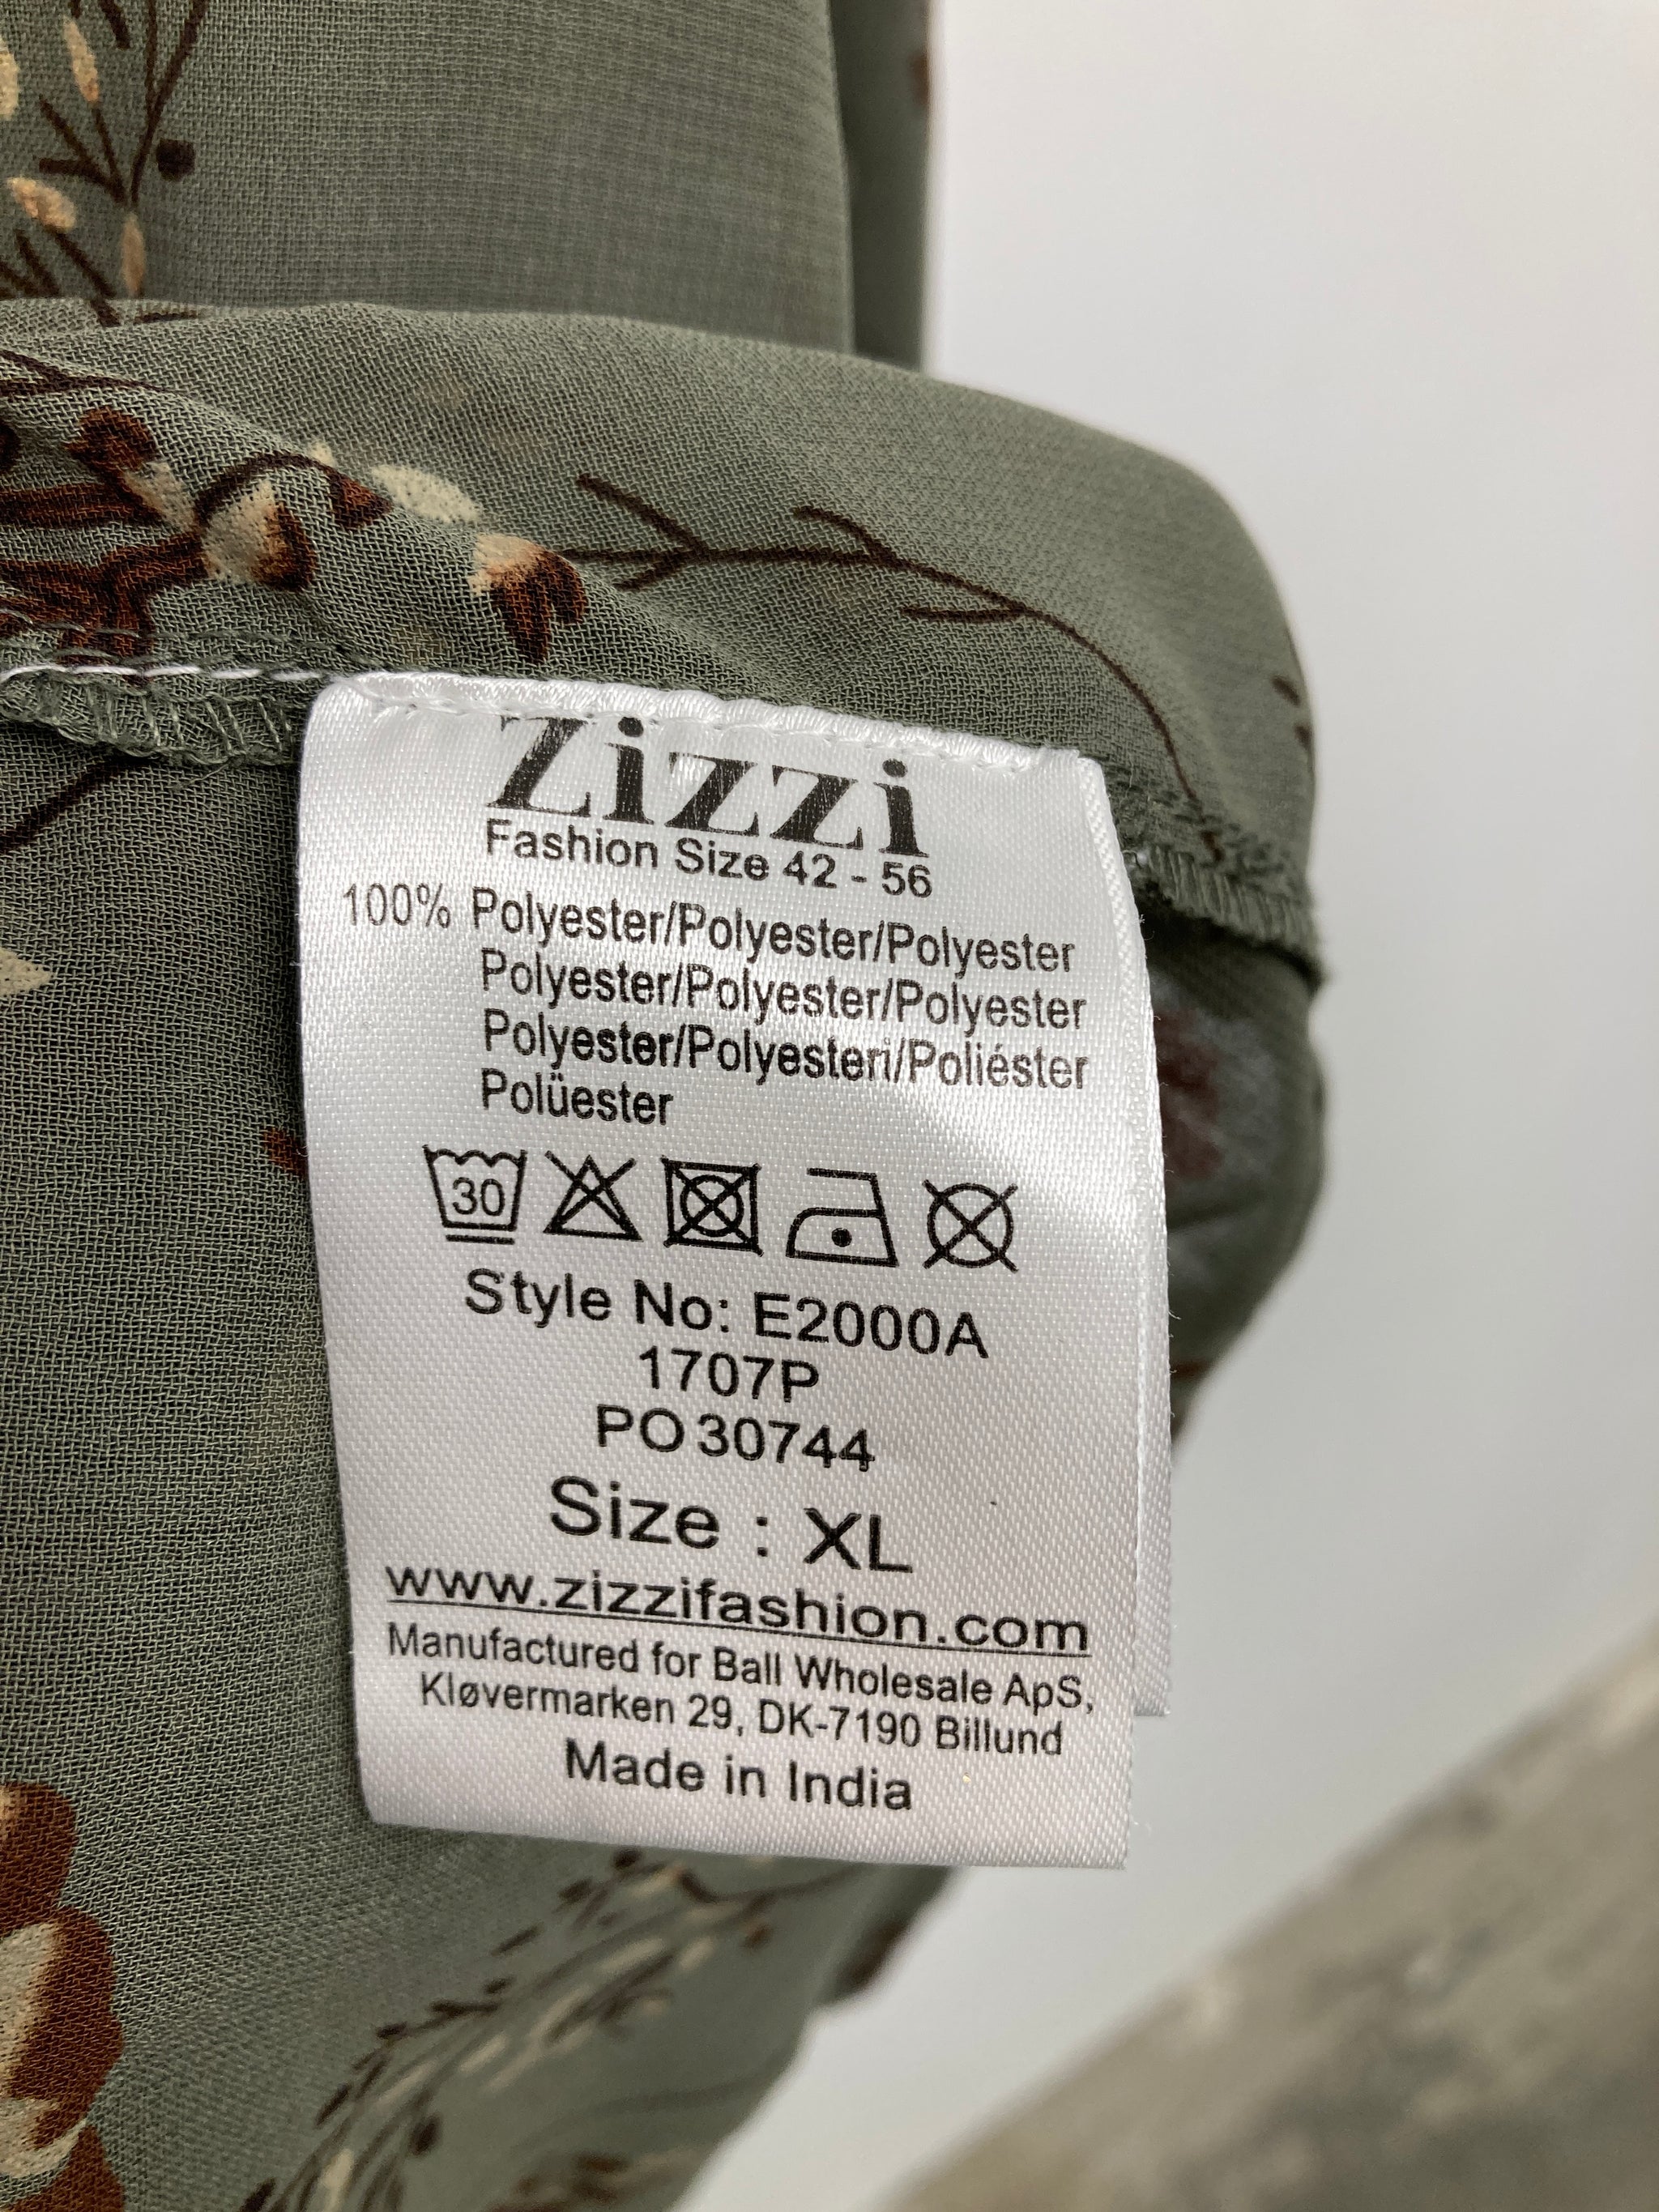 Zizzi
Fashion Size 42 - 56
100% Polyester/Polyester/Polyester
Polyester/Polyester/Polyester
Polyester/Polyesteri/Poliéster
Polüester
30
Style No: E2000A
1707P
PO 30744
Size : XL
www.zizzifashion.com
Manufactured for Ball Wholesale ApS,
Kløvermarken 29, DK-7190 Billund
Made in India